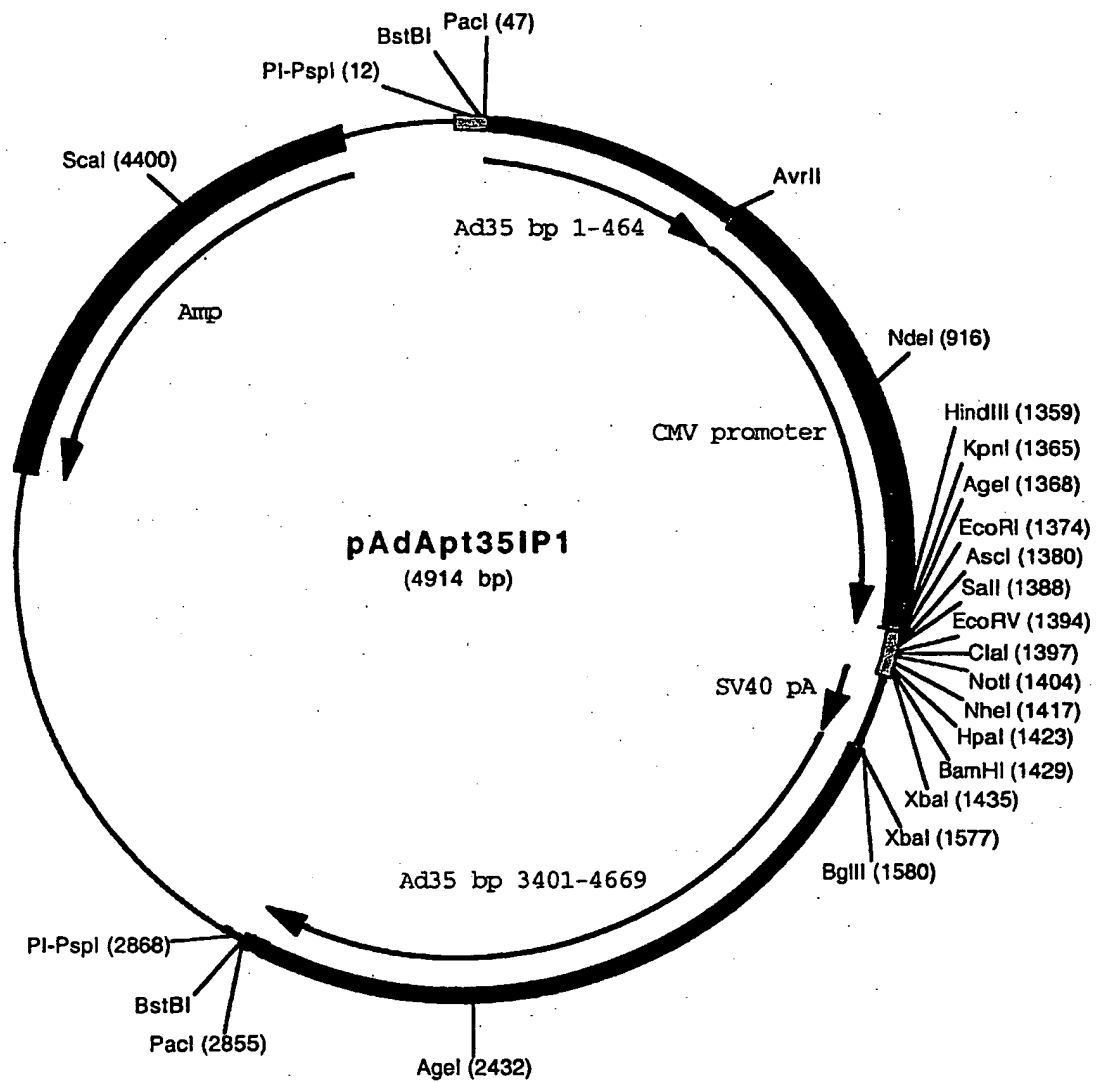 PacI (47)
BstBI
PI-PspI (12)
ScaI (4400)
AvrII
Ad35 bp 1-464
Amp
NdeI (916)
HindIII (1359)
CMV promoter
KpnI (1365)
AgeI (1368)
EcoRI (1374)
pAdApt35IP1
AscI (1380)
(4914 bp)
SalI (1388)
EcoRV (1394)
ClaI (1397)
NotI (1404)
SV40 pA
NheI (1417)
HpaI (1423)
BamHI (1429)
XbaI (1435)
XbaI (1577)
BglII (1580)
Ad35 bp 3401-4669
PI-PspI (2868)
BstBI
PacI (2855)
AgeI (2432)